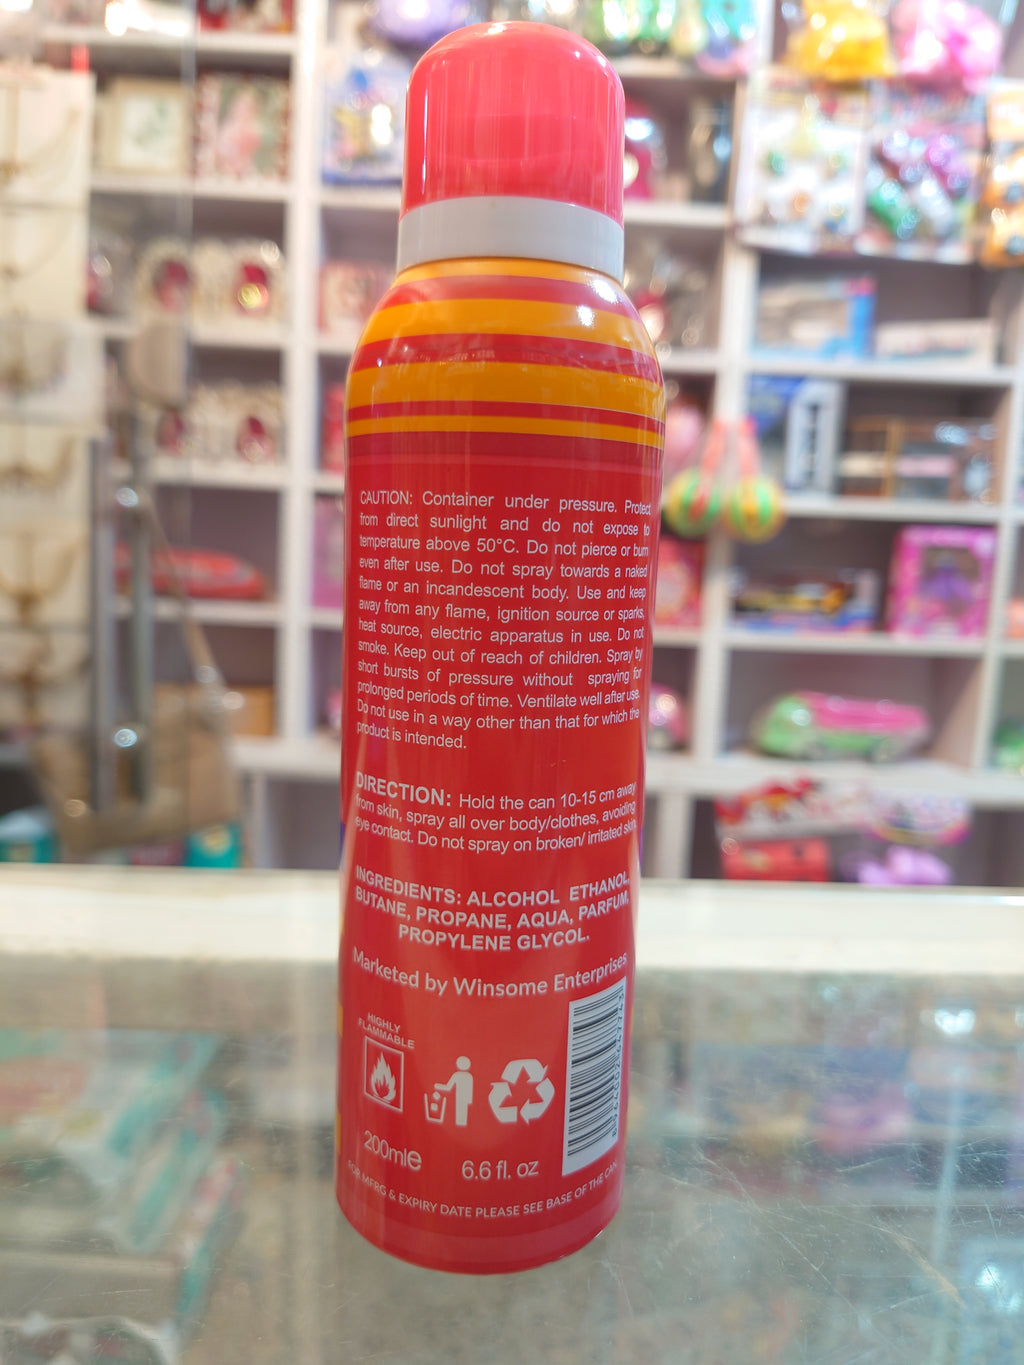 CAUTION: Container under pressure. Protect
from direct sunlight and do not expose to
temperature above 50°C. Do not pierce or burn
even after use. Do not spray towards a naked
flame or an incandescent body. Use and keep
away from any flame, ignition source or sparks,
heat source, electric apparatus in use. Do not
smoke. Keep out of reach of children. Spray by
short bursts of pressure without spraying for
prolonged periods of time. Ventilate well after use.
Do not use in a way other than that for which the
product is intended.
DIRECTION: Hold the can 10-15 cm away
from skin, spray all over body/clothes, avoiding
eye contact. Do not spray on broken/ irritated skin.
INGREDIENTS: ALCOHOL ETHANOL,
BUTANE, PROPANE, AQUA, PARFUM,
PROPYLENE GLYCOL.
Marketed by Winsome Enterprises
HIGHLY
FLAMMABLE
200ml℮
6.6 fl. oz
FOR MFRG & EXPIRY DATE PLEASE SEE BASE OF THE CAN